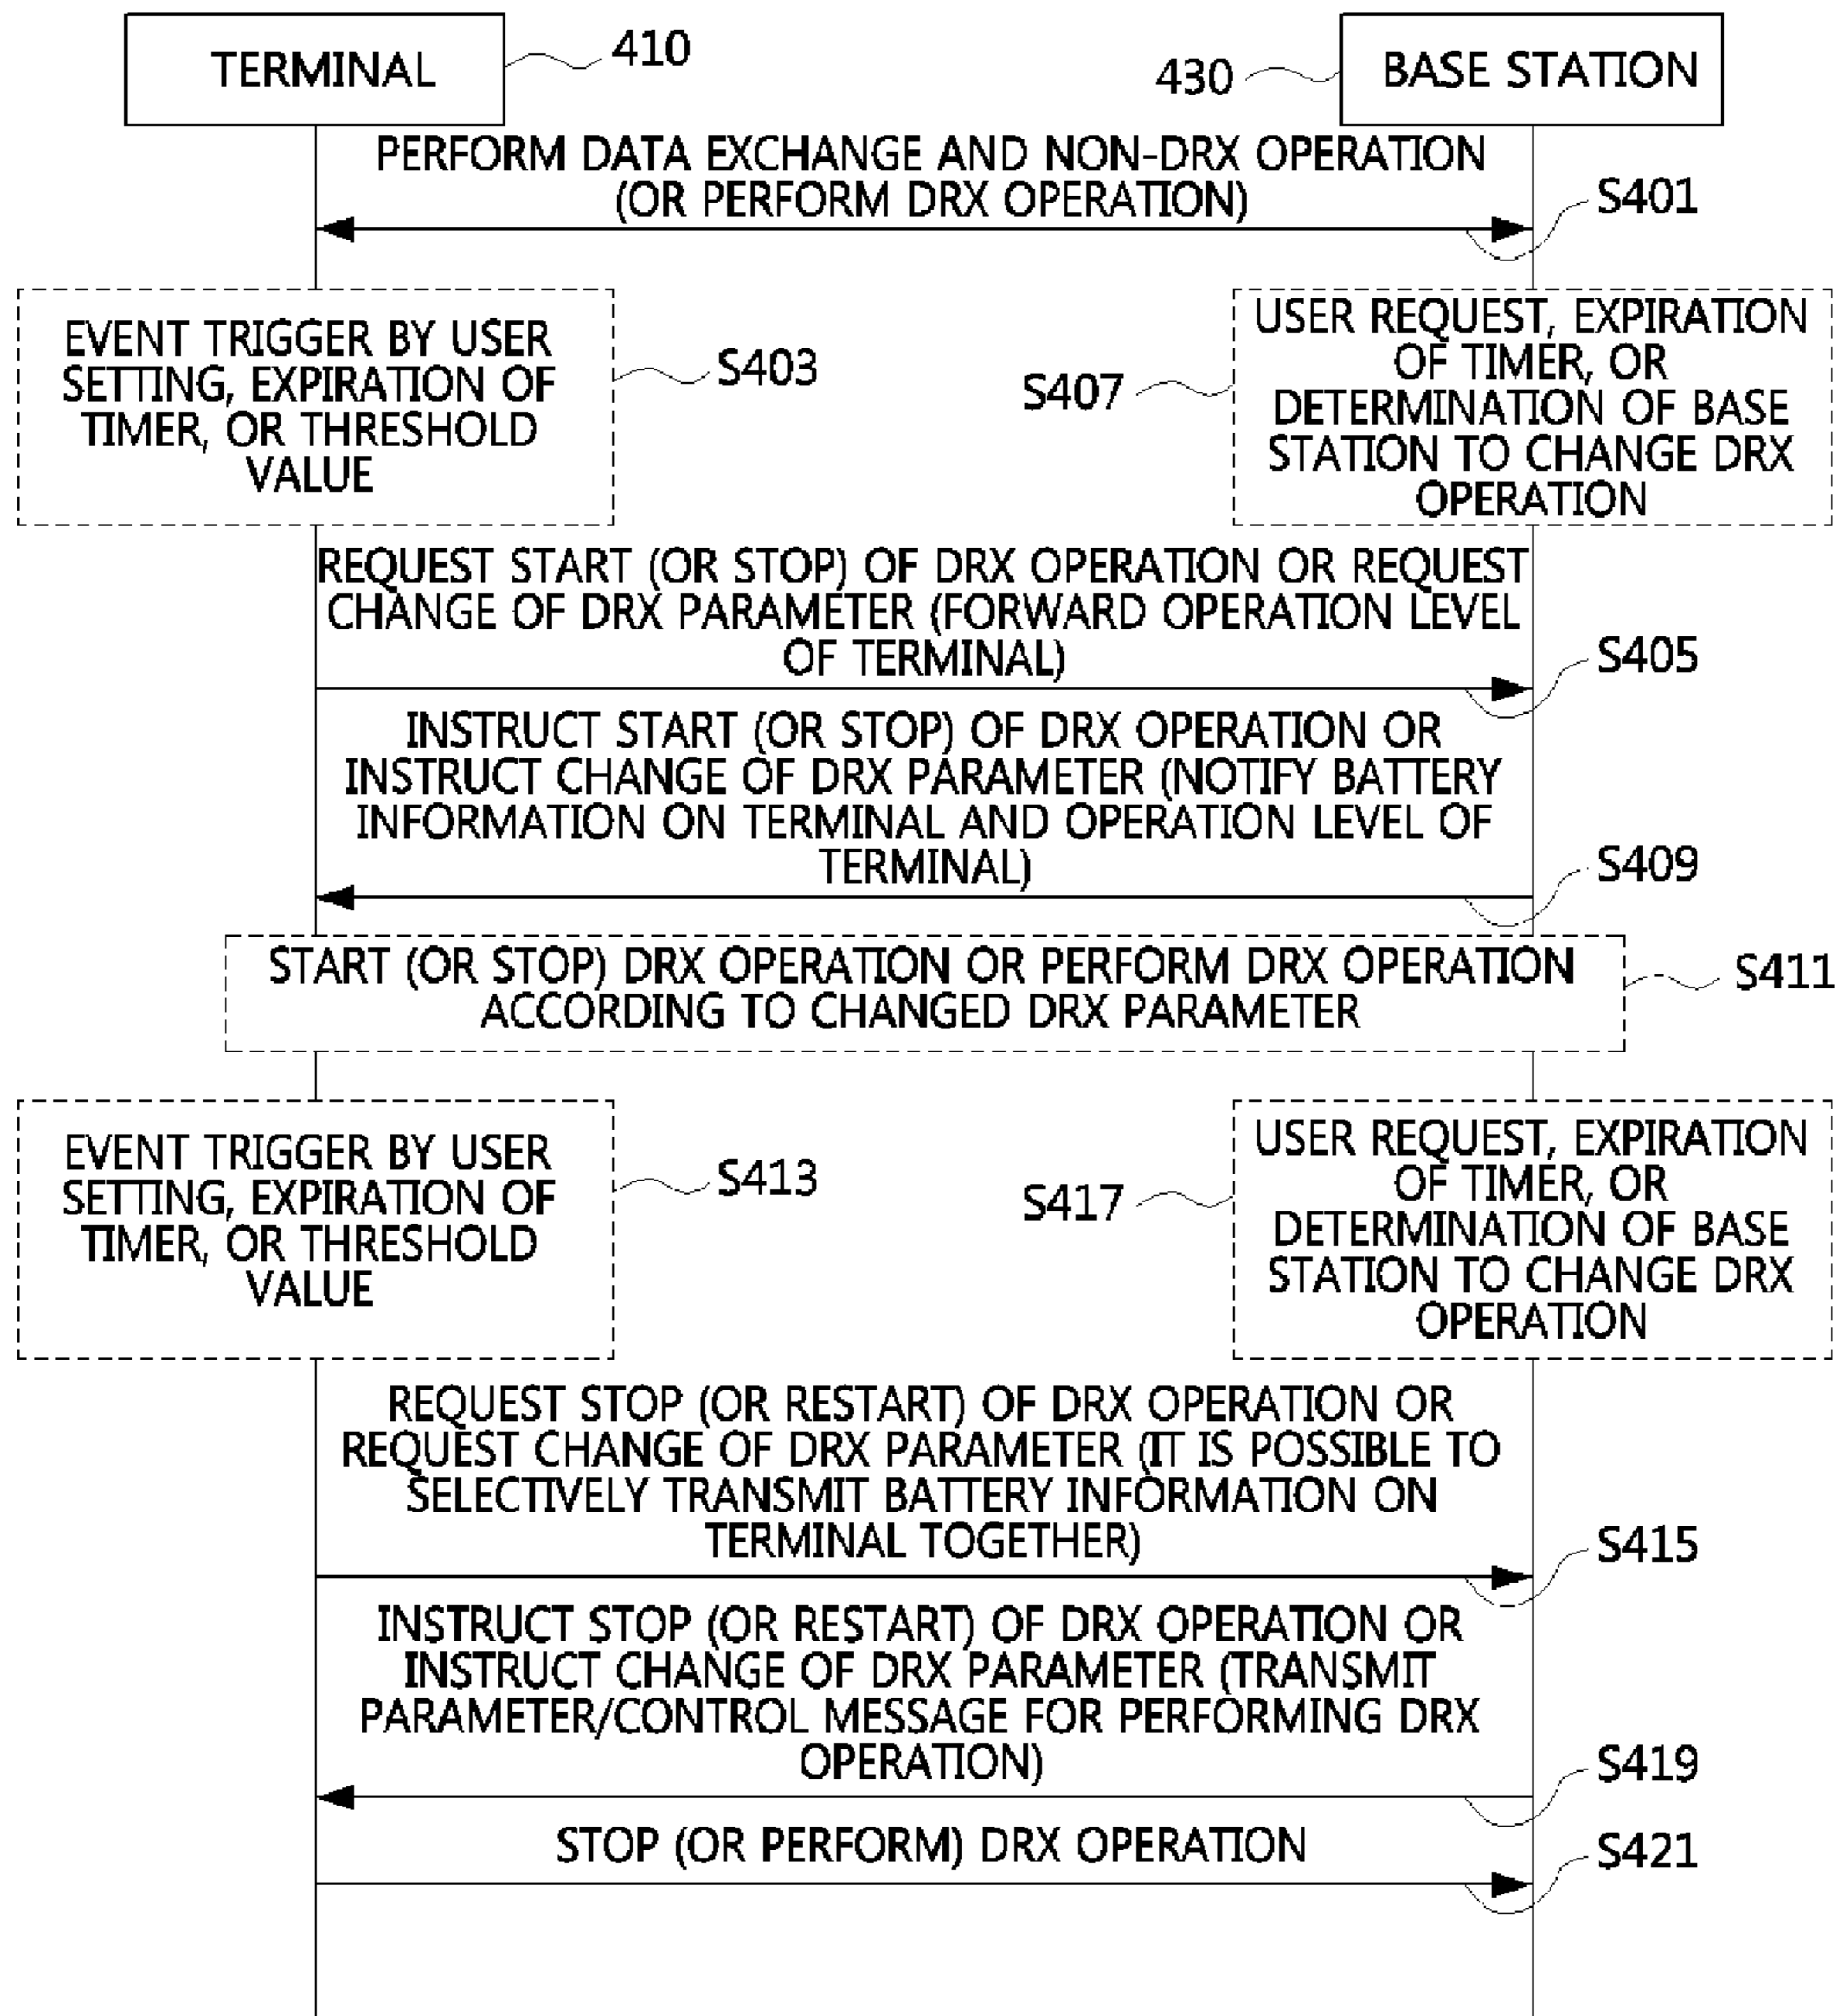 TERMINAL
410
430
BASE STATION
PERFORM DATA EXCHANGE AND NON-DRX OPERATION
(OR PERFORM DRX OPERATION)
S401
EVENT TRIGGER BY USER
SETTING, EXPIRATION OF
TIMER, OR THRESHOLD
VALUE
S403
S407
USER REQUEST, EXPIRATION
OF TIMER, OR
DETERMINATION OF BASE
STATION TO CHANGE DRX
OPERATION
REQUEST START (OR STOP) OF DRX OPERATION OR REQUEST
CHANGE OF DRX PARAMETER (FORWARD OPERATION LEVEL
OF TERMINAL)
S405
INSTRUCT START (OR STOP) OF DRX OPERATION OR
INSTRUCT CHANGE OF DRX PARAMETER (NOTIFY BATTERY
INFORMATION ON TERMINAL AND OPERATION LEVEL OF
TERMINAL)
S409
START (OR STOP) DRX OPERATION OR PERFORM DRX OPERATION
ACCORDING TO CHANGED DRX PARAMETER
S411
EVENT TRIGGER BY USER
SETTING, EXPIRATION OF
TIMER, OR THRESHOLD
VALUE
S413
S417
USER REQUEST, EXPIRATION
OF TIMER, OR
DETERMINATION OF BASE
STATION TO CHANGE DRX
OPERATION
REQUEST STOP (OR RESTART) OF DRX OPERATION OR
REQUEST CHANGE OF DRX PARAMETER (IT IS POSSIBLE TO
SELECTIVELY TRANSMIT BATTERY INFORMATION ON
TERMINAL TOGETHER)
S415
INSTRUCT STOP (OR RESTART) OF DRX OPERATION OR
INSTRUCT CHANGE OF DRX PARAMETER (TRANSMIT
PARAMETER/CONTROL MESSAGE FOR PERFORMING DRX
OPERATION)
S419
STOP (OR PERFORM) DRX OPERATION
S421